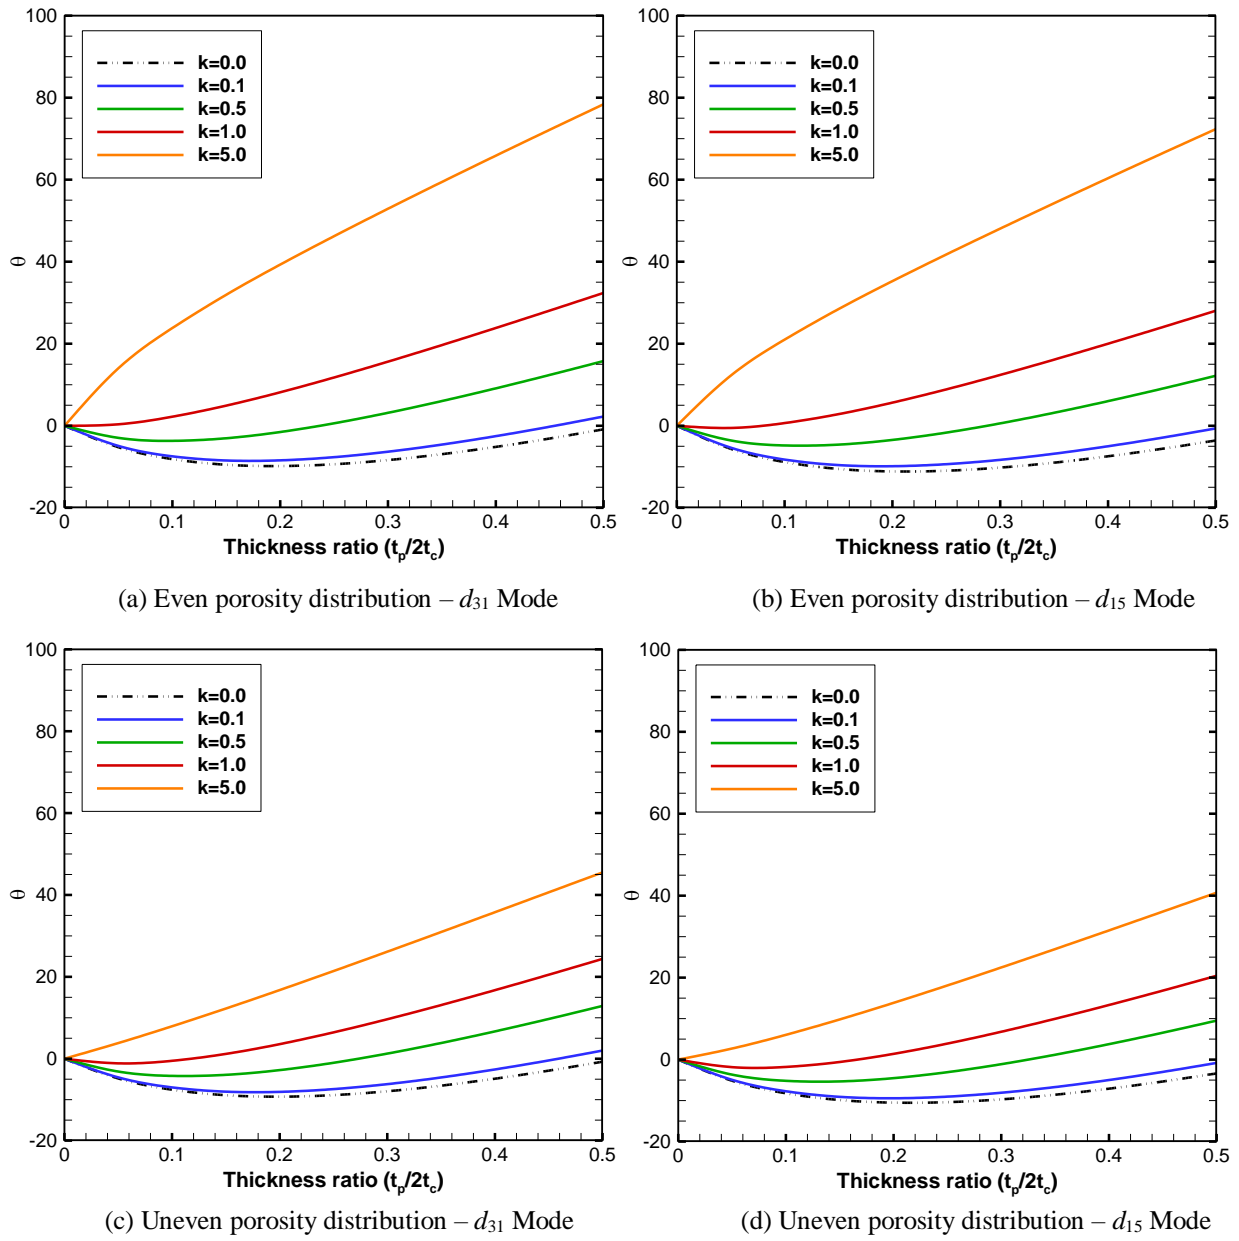 100
80
60
40
20
0
-20
θ
k=0.0
k=0.1
k=0.5
k=1.0
k=5.0
0 0.1 0.2 0.3 0.4 0.5
Thickness ratio (tp/2tc)
(a) Even porosity distribution – d31 Mode
100
80
60
40
20
0
-20
θ
k=0.0
k=0.1
k=0.5
k=1.0
k=5.0
0 0.1 0.2 0.3 0.4 0.5
Thickness ratio (tp/2tc)
(b) Even porosity distribution – d15 Mode
100
80
60
40
20
0
-20
θ
k=0.0
k=0.1
k=0.5
k=1.0
k=5.0
0 0.1 0.2 0.3 0.4 0.5
Thickness ratio (tp/2tc)
(c) Uneven porosity distribution – d31 Mode
100
80
60
40
20
0
-20
θ
k=0.0
k=0.1
k=0.5
k=1.0
k=5.0
0 0.1 0.2 0.3 0.4 0.5
Thickness ratio (tp/2tc)
(d) Uneven porosity distribution – d15 Mode